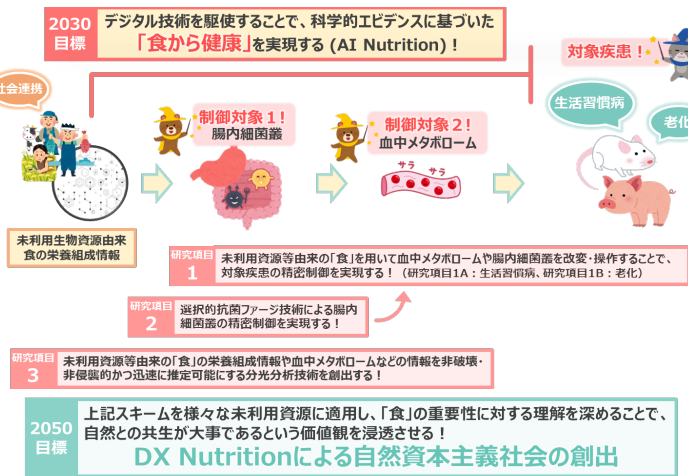 2030
目標
デジタル技術を駆使することで、科学的エビデンスに基づいた
「食から健康」を実現する (AI Nutrition)！
対象疾患！
社会連携
制御対象1！
腸内細菌叢
制御対象2！
血中メタボローム
サラ サラ
生活習慣病
老化
未利用生物資源由来
食の栄養組成情報
研究項目
1
未利用資源等由来の「食」を用いて血中メタボロームや腸内細菌叢を改変・操作することで、
対象疾患の精密制御を実現する！（研究項目1A：生活習慣病、研究項目1B：老化）
研究項目
2
選択的抗菌ファージ技術による腸内
細菌叢の精密制御を実現する！
研究項目
3
未利用資源等由来の「食」の栄養組成情報や血中メタボロームなどの情報を非破壊・
非侵襲的かつ迅速に推定可能にする分光分析技術を創出する！
2050
目標
上記スキームを様々な未利用資源に適用し、「食」の重要性に対する理解を深めることで、
自然との共生が大事であるという価値観を浸透させる！
DX Nutritionによる自然資本主義社会の創出